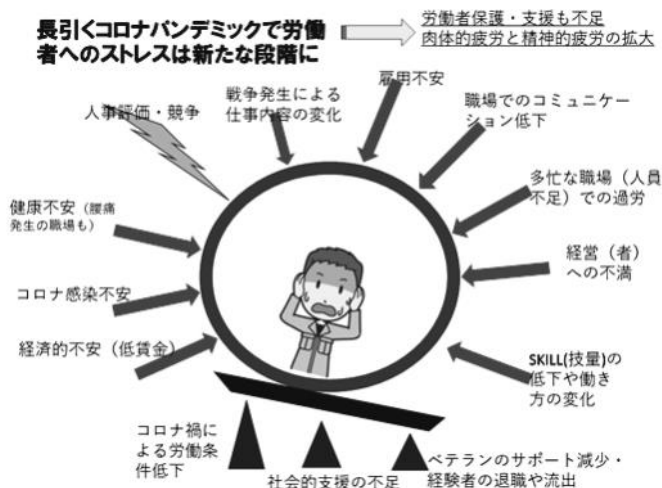 長引くコロナパンデミックで労働
者へのストレスは新たな段階に
労働者保護・支援も不足
肉体的疲労と精神的疲労の拡大
人事評価・競争
戦争発生による
仕事内容の変化
雇用不安
職場でのコミュニケー
ション低下
多忙な職場（人員
不足）での過労
経営（者）
への不満
SKILL(技量)の
低下や働き
方の変化
健康不安（腰痛
発生の職場も）
コロナ感染不安
経済的不安（低賃金）
コロナ禍に
よる労働条
件低下
社会的支援の不足
ベテランのサポート減少・
経験者の退職や流出